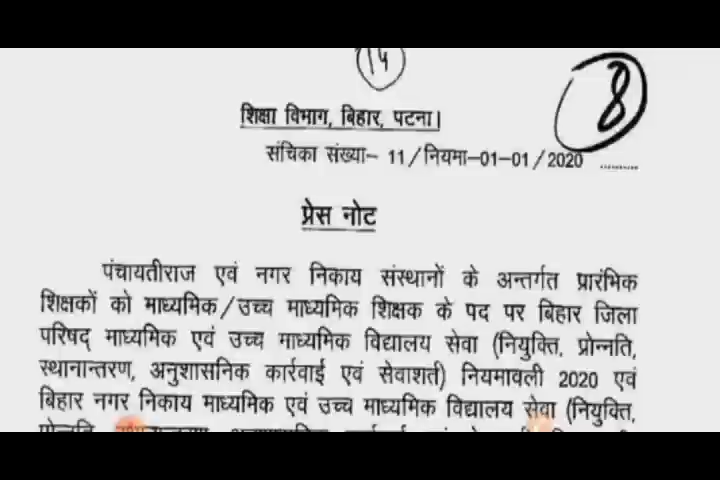 14
8
शिक्षा विभाग, बिहार, पटना।
संचिका संख्या- 11/नियमा-01-01/2020 ........
प्रेस नोट
पंचायतीराज एवं नगर निकाय संस्थानों के अन्तर्गत प्रारंभिक
शिक्षकों को माध्यमिक/उच्च माध्यमिक शिक्षक के पद पर बिहार जिला
परिषद् माध्यमिक एवं उच्च माध्यमिक विद्यालय सेवा (नियुक्ति, प्रोन्नति,
स्थानान्तरण, अनुशासनिक कार्रवाई एवं सेवाशर्त) नियमावली 2020 एवं
बिहार नगर निकाय माध्यमिक एवं उच्च माध्यमिक विद्यालय सेवा (नियुक्ति,